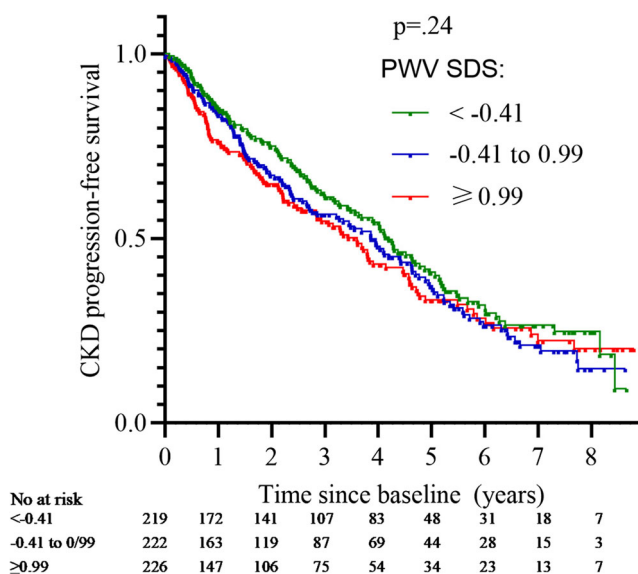 p=.24
PWV SDS:
< -0.41
-0.41 to 0.99
≥0.99
CKD progression-free survival
1.0
0.5
0.0
0 1 2 3 4 5 6 7 8
Time since baseline (years)
No at risk
<-0.41 219 172 141 107 83 48 31 18 7
-0.41 to 0/99 222 163 119 87 69 44 28 15 3
≥0.99 226 147 106 75 54 34 23 13 7